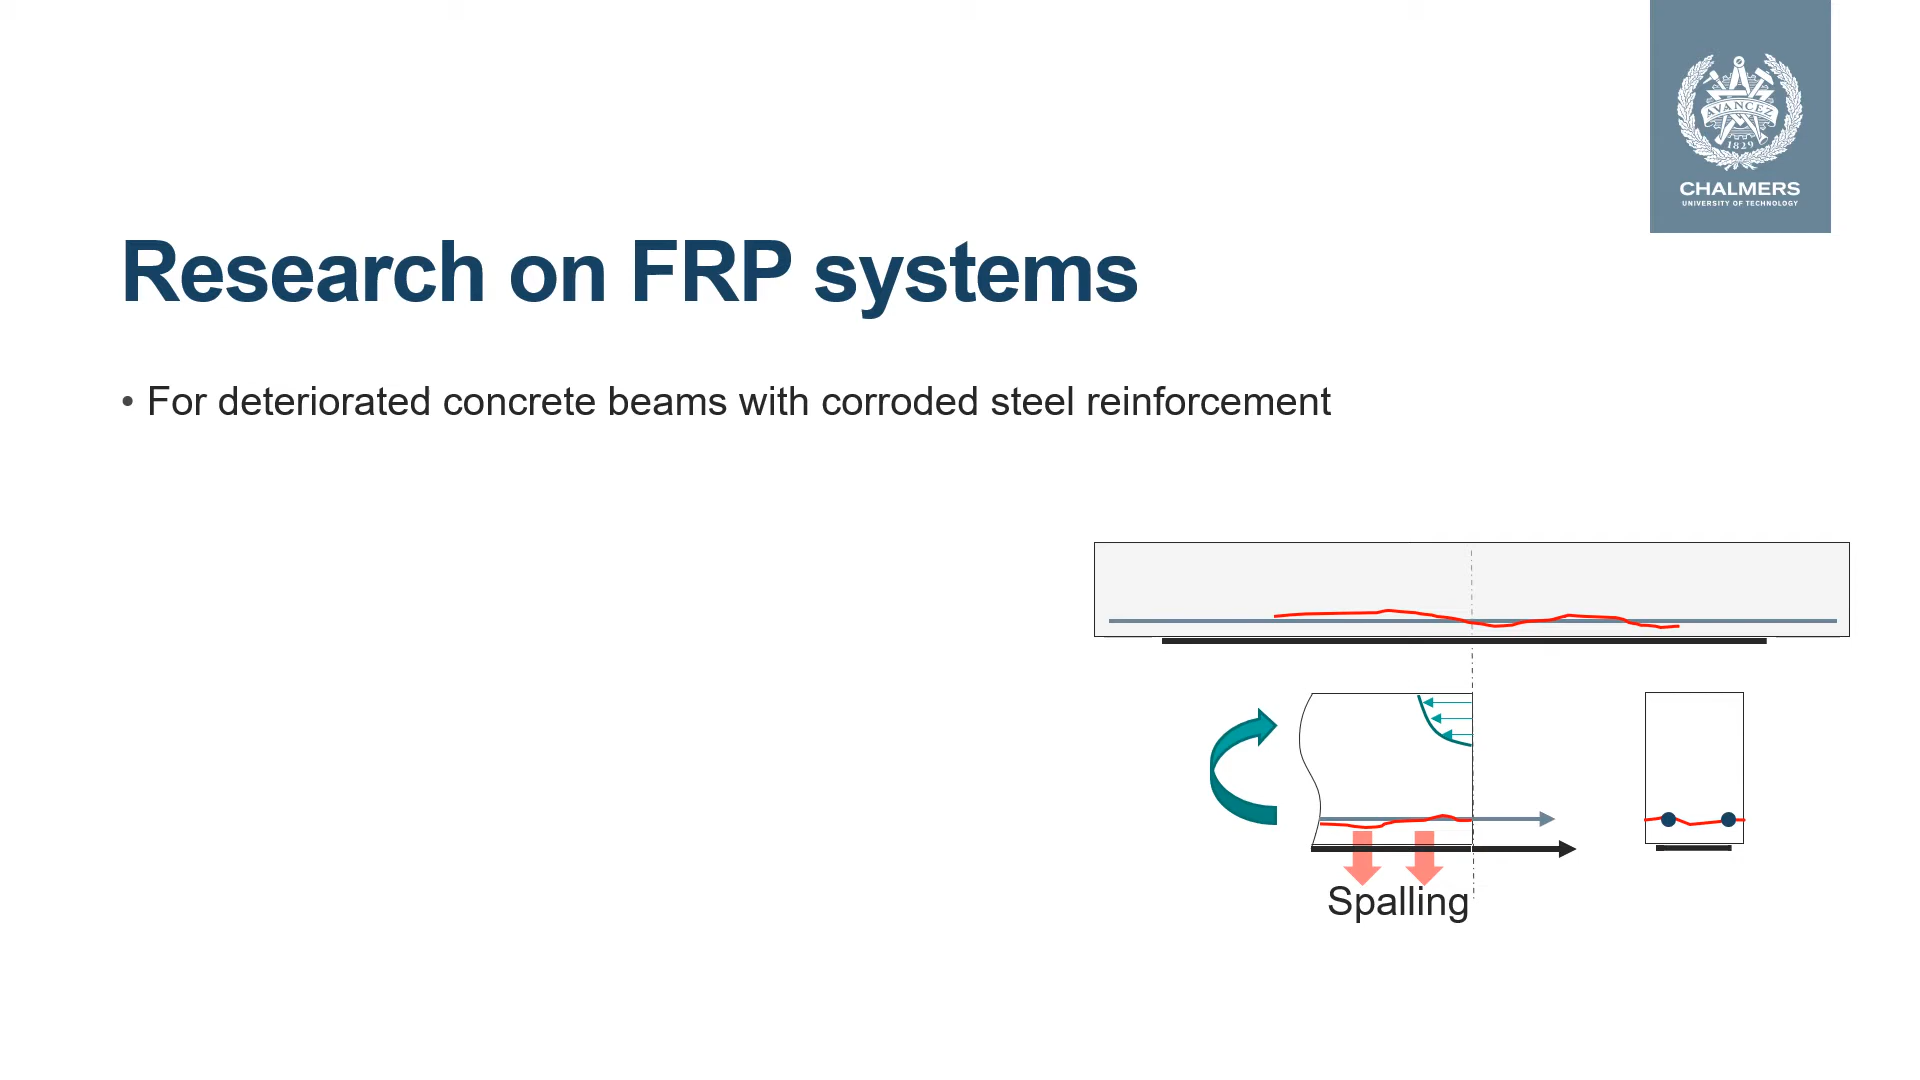 AVANCEZ
1829
CHALMERS
UNIVERSITY OF TECHNOLOGY
Research on FRP systems
• For deteriorated concrete beams with corroded steel reinforcement
Spalling